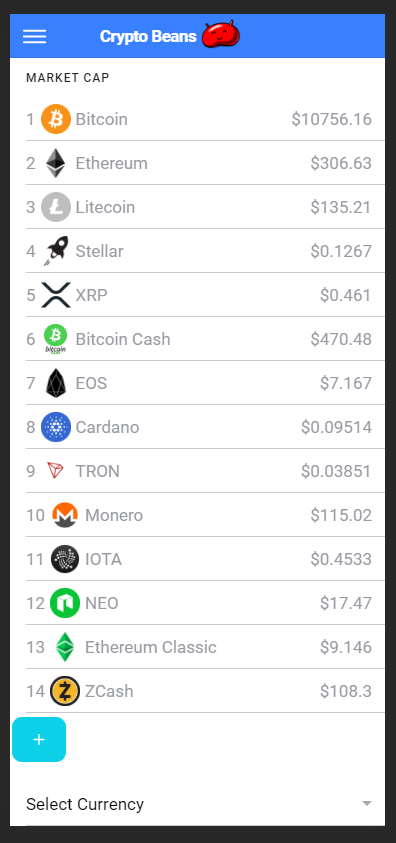 Crypto Beans
MARKET CAP
1 Bitcoin $10756.16
2 Ethereum $306.63
3 Litecoin $135.21
4 Stellar $0.1267
5 XRP $0.461
6 Bitcoin Cash $470.48
7 EOS $7.167
8 Cardano $0.09514
9 TRON $0.03851
10 Monero $115.02
11 IOTA $0.4533
12 NEO $17.47
13 Ethereum Classic $9.146
14 ZCash $108.3
+
Select Currency